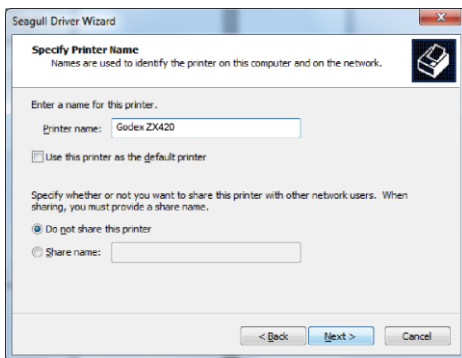 Seagull Driver Wizard
Specify Printer Name
Names are used to identify the printer on this computer and on the network.
Enter a name for this printer.
Printer name: Godex ZX420
Use this printer as the default printer
Specify whether or not you want to share this printer with other network users. When
sharing, you must provide a share name.
Do not share this printer
Share name:
< Back Next > Cancel